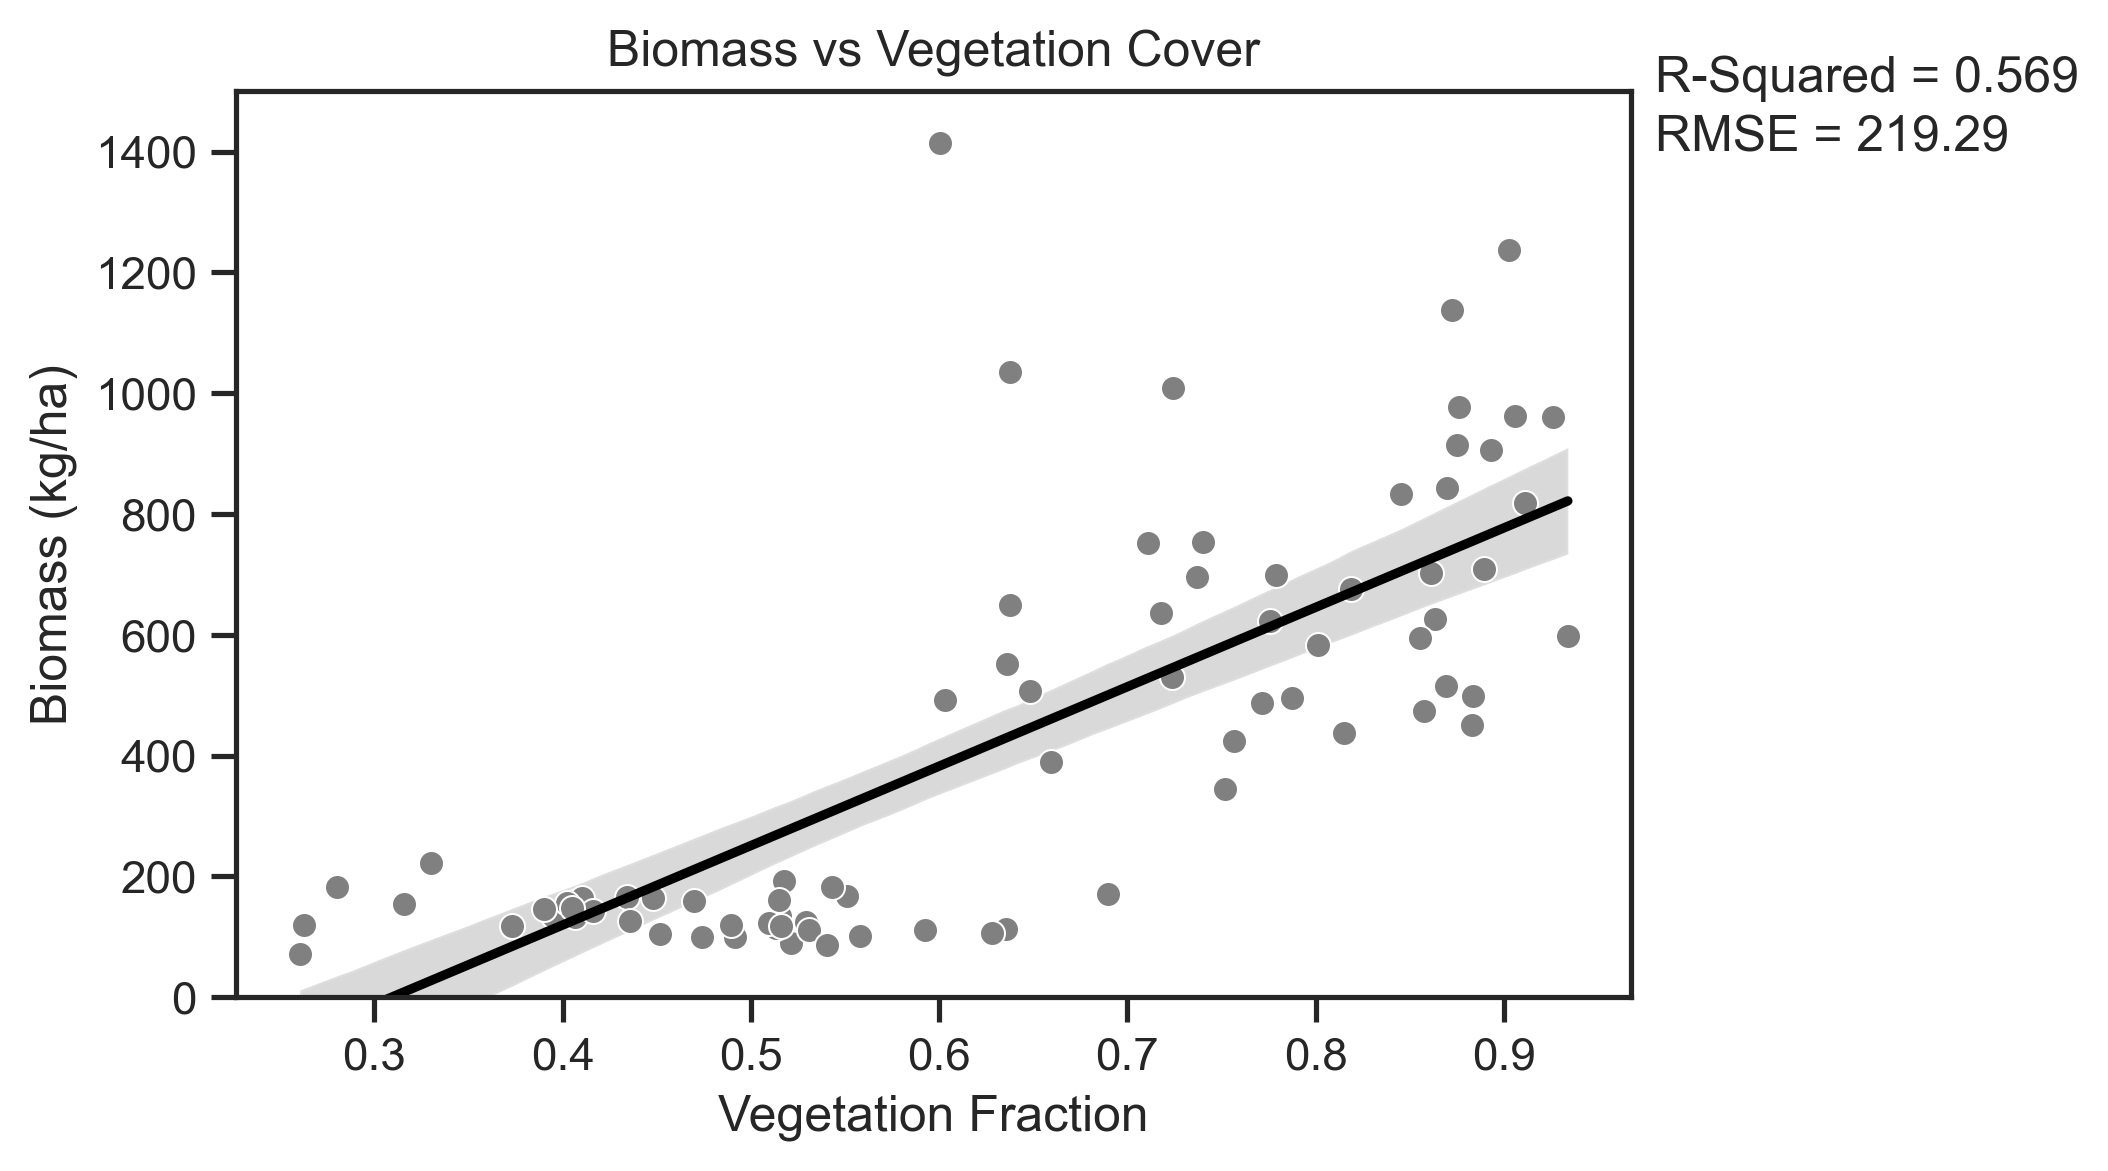 Biomass vs Vegetation Cover
R-Squared = 0.569
RMSE = 219.29
Biomass (kg/ha)
1400
1200
1000
800
600
400
200
0
0.3 0.4 0.5 0.6 0.7 0.8 0.9
Vegetation Fraction